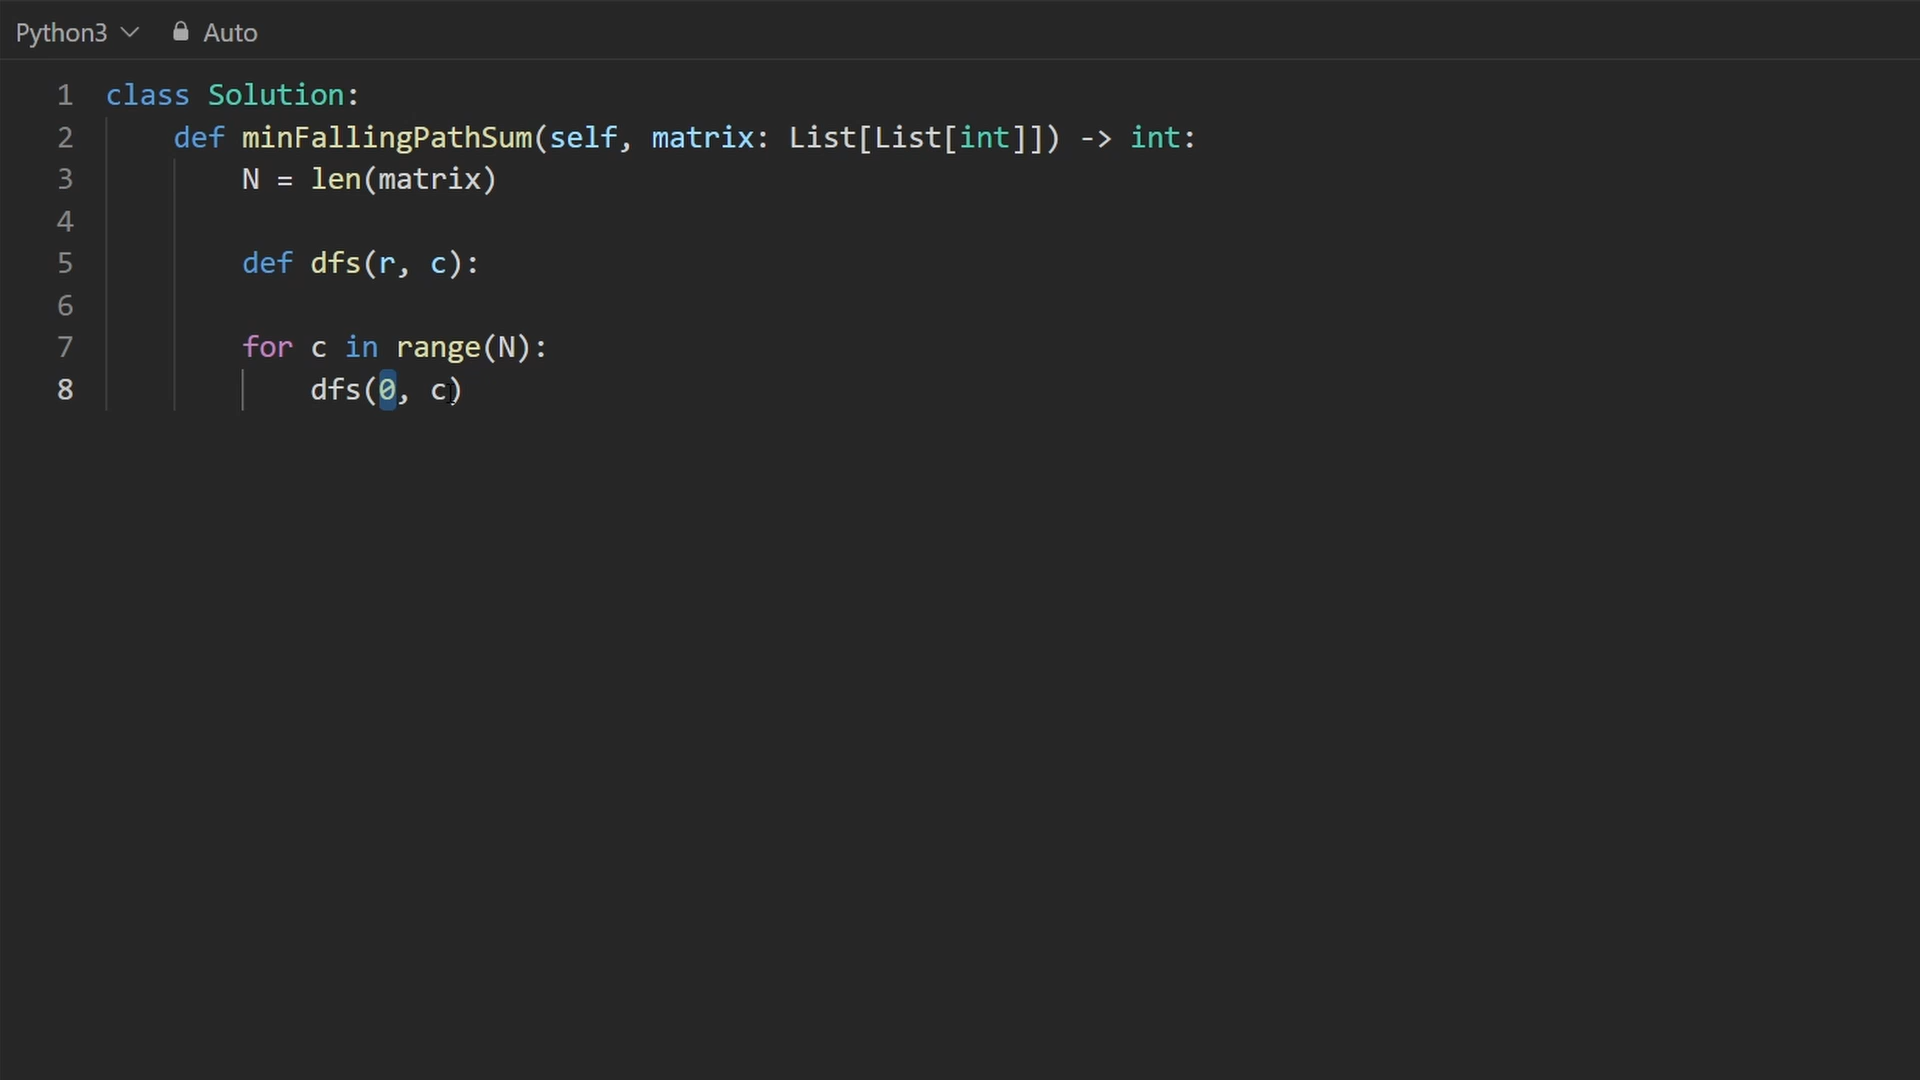 Python3 Auto
1 class Solution:
2 def minFallingPathSum(self, matrix: List[List[int]]) -> int:
3 N = len(matrix)
4
5 def dfs(r, c):
6
7 for c in range(N):
8 dfs(0, c)